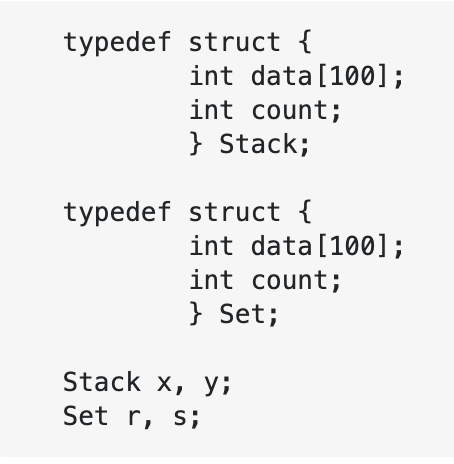 typedef struct {
        int data[100];
        int count;
        } Stack;

typedef struct {
        int data[100];
        int count;
        } Set;

Stack x, y;
Set r, s;